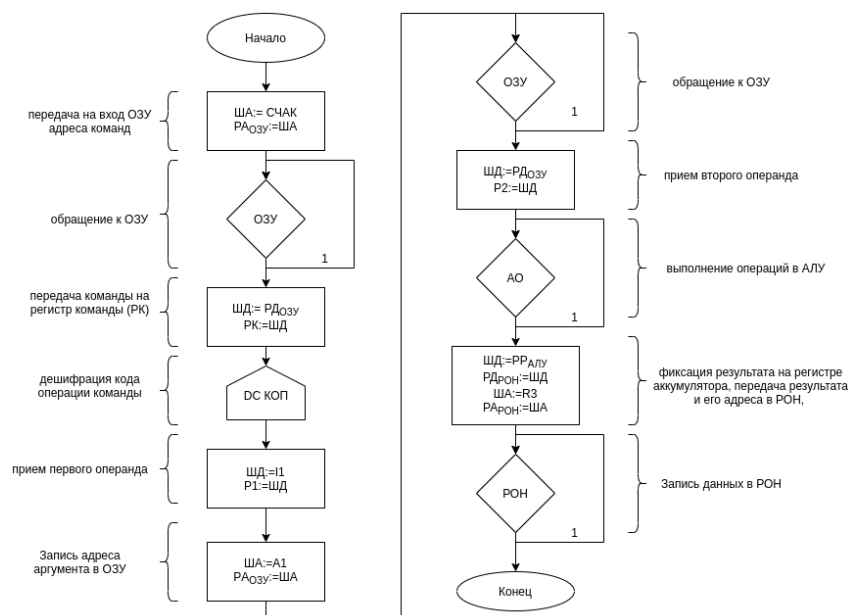 Начало
передача на вход ОЗУ
адреса команд
ША:= СЧАК
РАОЗУ:=ША
обращение к ОЗУ
ОЗУ
1
передача команды на
регистр команды (РК)
ШД:= РДОЗУ
РК:=ШД
дешифрация кода
операции команды
DC КОП
прием первого операнда
ШД:=I1
Р1:=ШД
Запись адреса
аргумента в ОЗУ
ША:=А1
РАОЗУ:=ША
ОЗУ
1
обращение к ОЗУ
ШД:=РДОЗУ
Р2:=ШД
прием второго операнда
АО
1
выполнение операций в АЛУ
ШД:=РРАЛУ
РДРОН:=ШД
ША:=R3
РАРОН:=ША
фиксация результата на регистре
аккумулятора, передача результата
и его адреса в РОН,
РОН
1
Запись данных в РОН
Конец